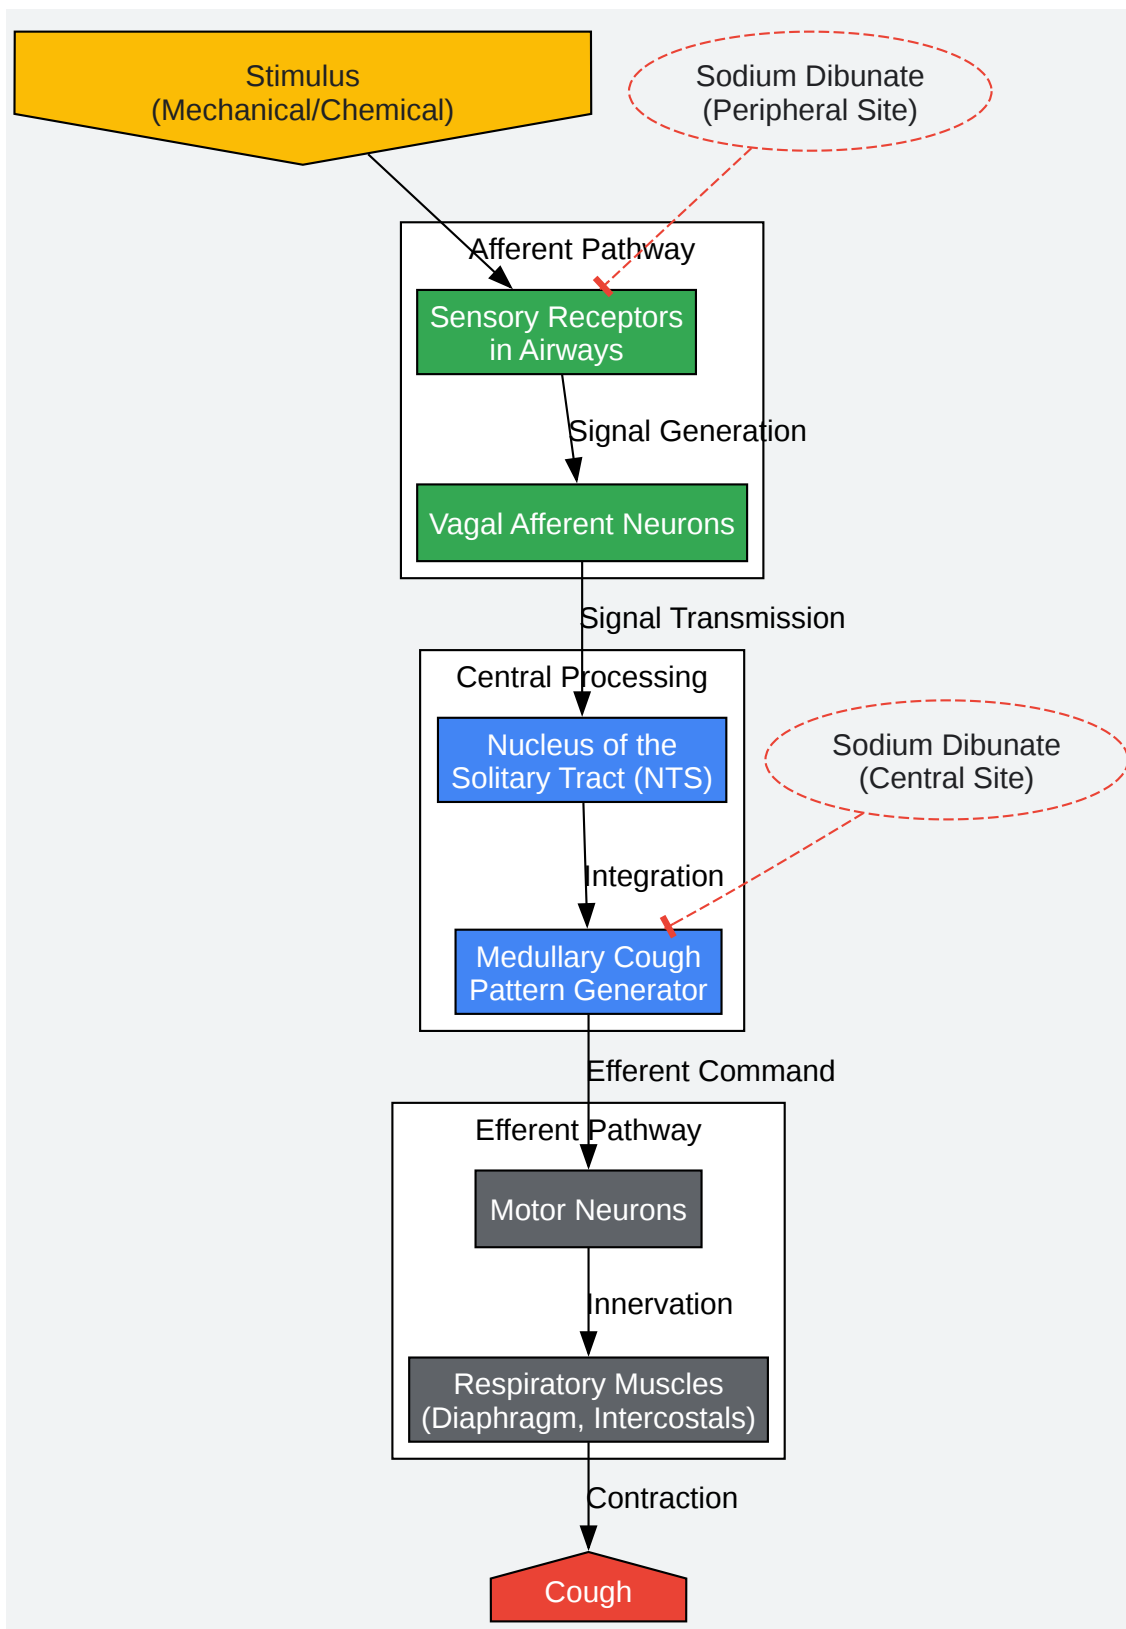 Stimulus
(Mechanical/Chemical)
Sodium Dibunate
(Peripheral Site)
Afferent Pathway
Sensory Receptors
in Airways
Signal Generation
Vagal Afferent Neurons
Signal Transmission
Central Processing
Nucleus of the
Solitary Tract (NTS)
Sodium Dibunate
(Central Site)
Integration
Medullary Cough
Pattern Generator
Efferent Command
Efferent Pathway
Motor Neurons
Innervation
Respiratory Muscles
(Diaphragm, Intercostals)
Contraction
Cough